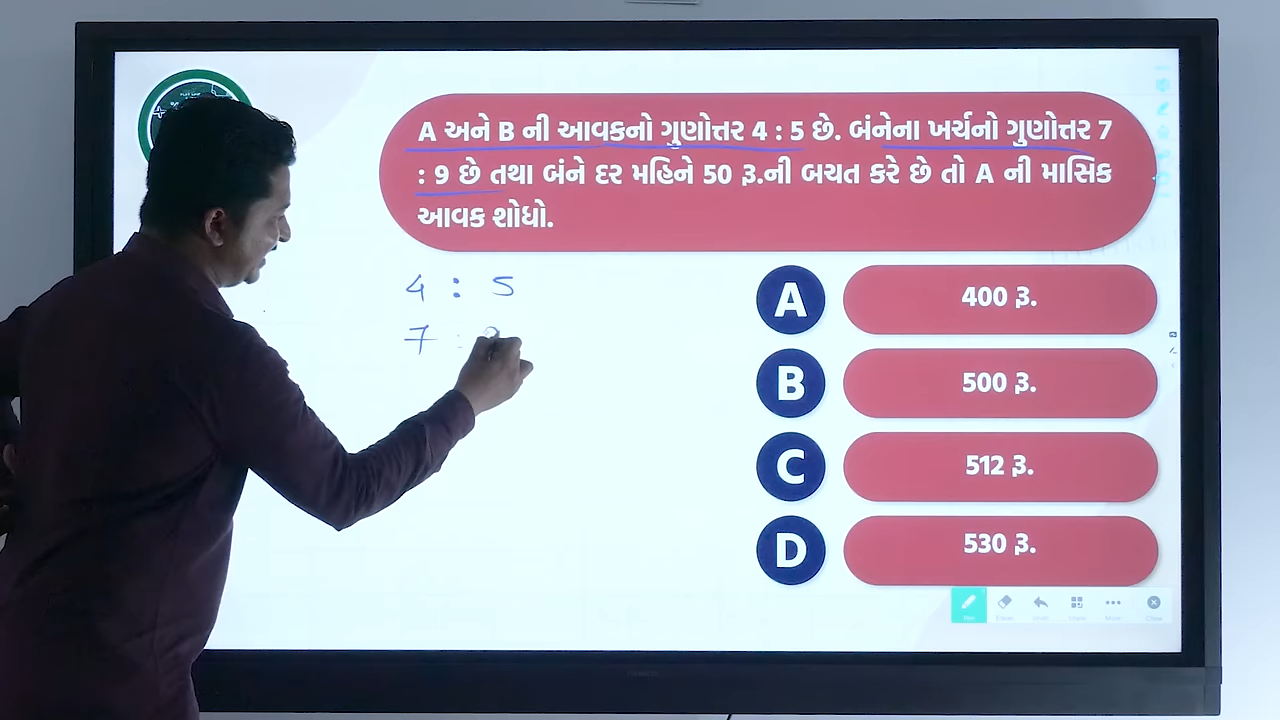 A અને B ની આવકનો ગુણોત્તર 4 : 5 છે. બંનેના ખર્ચનો ગુણોત્તર 7
: 9 છે તથા બંને દર મહિને 50 રૂ.ની બચત કરે છે તો A ની માસિક
આવક શોધો.
4 : 5
7 :
A 400 રૂ.
B 500 રૂ.
C 512 રૂ.
D 530 રૂ.